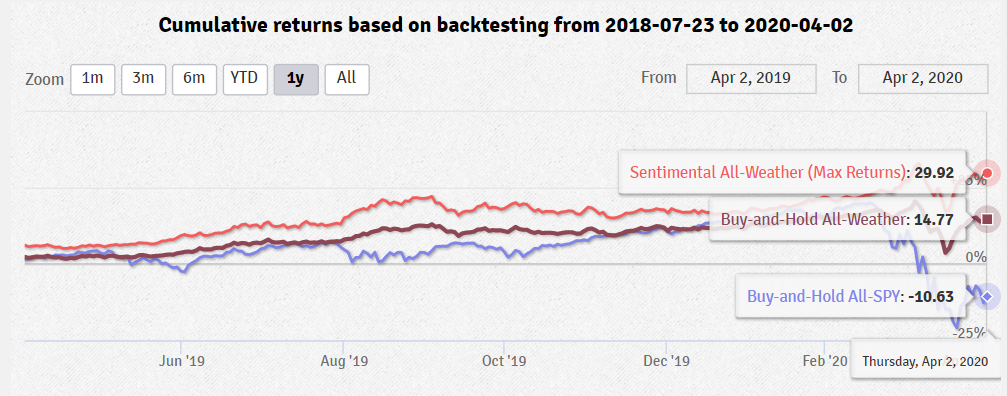 Cumulative returns based on backtesting from 2018-07-23 to 2020-04-02
Zoom 1m 3m 6m YTD 1y All From Apr 2, 2019 To Apr 2, 2020
Sentimental All-Weather (Max Returns): 29.92
Buy-and-Hold All-Weather: 14.77
0%
Buy-and-Hold All-SPY: -10.63
-25%
Jun '19 Aug '19 Oct '19 Dec '19 Feb '20
Thursday, Apr 2, 2020